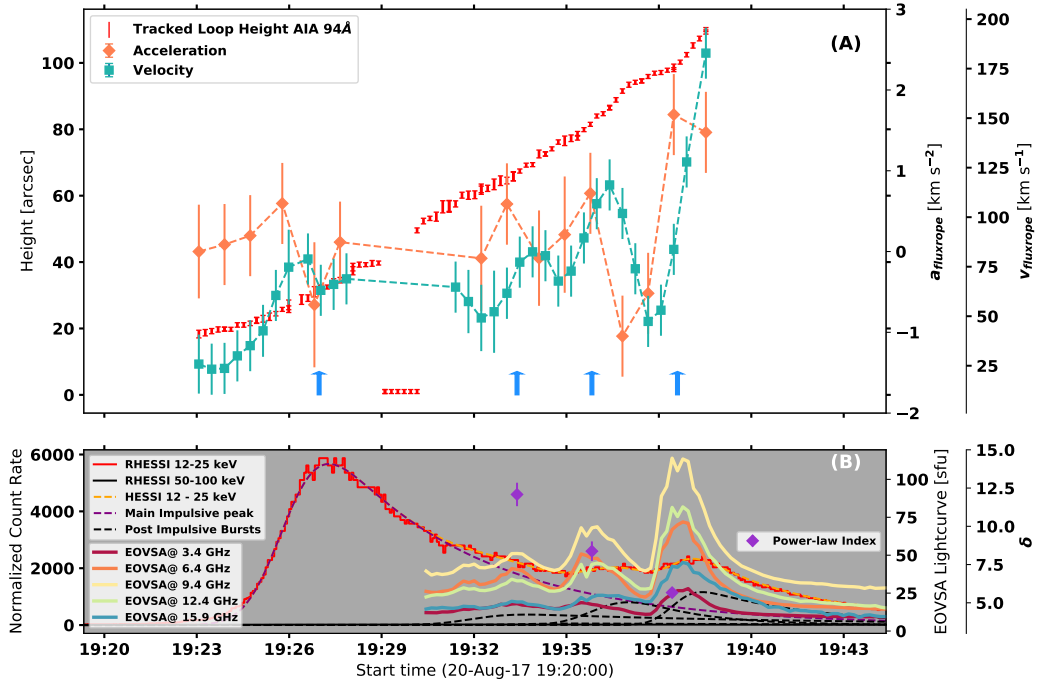 Tracked Loop Height AIA 94Å
Acceleration
Velocity
(A)
Height [arcsec]
100
80
60
40
20
0
3
2
1
0
−1
−2
a_fluxrope [km s⁻²]
200
175
150
125
100
75
50
25
v_fluxrope [km s⁻¹]
RHESSI 12-25 keV
RHESSI 50-100 keV
HESSI 12 - 25 keV
Main Impulsive peak
Post Impulsive Bursts
EOVSA@ 3.4 GHz
EOVSA@ 6.4 GHz
EOVSA@ 9.4 GHz
EOVSA@ 12.4 GHz
EOVSA@ 15.9 GHz
(B)
Power-law Index
Normalized Count Rate
6000
4000
2000
0
100
75
50
25
0
EOVSA Lightcurve [sfu]
15.0
12.5
10.0
7.5
5.0
δ
19:20 19:23 19:26 19:29 19:32 19:35 19:37 19:40 19:43
Start time (20-Aug-17 19:20:00)